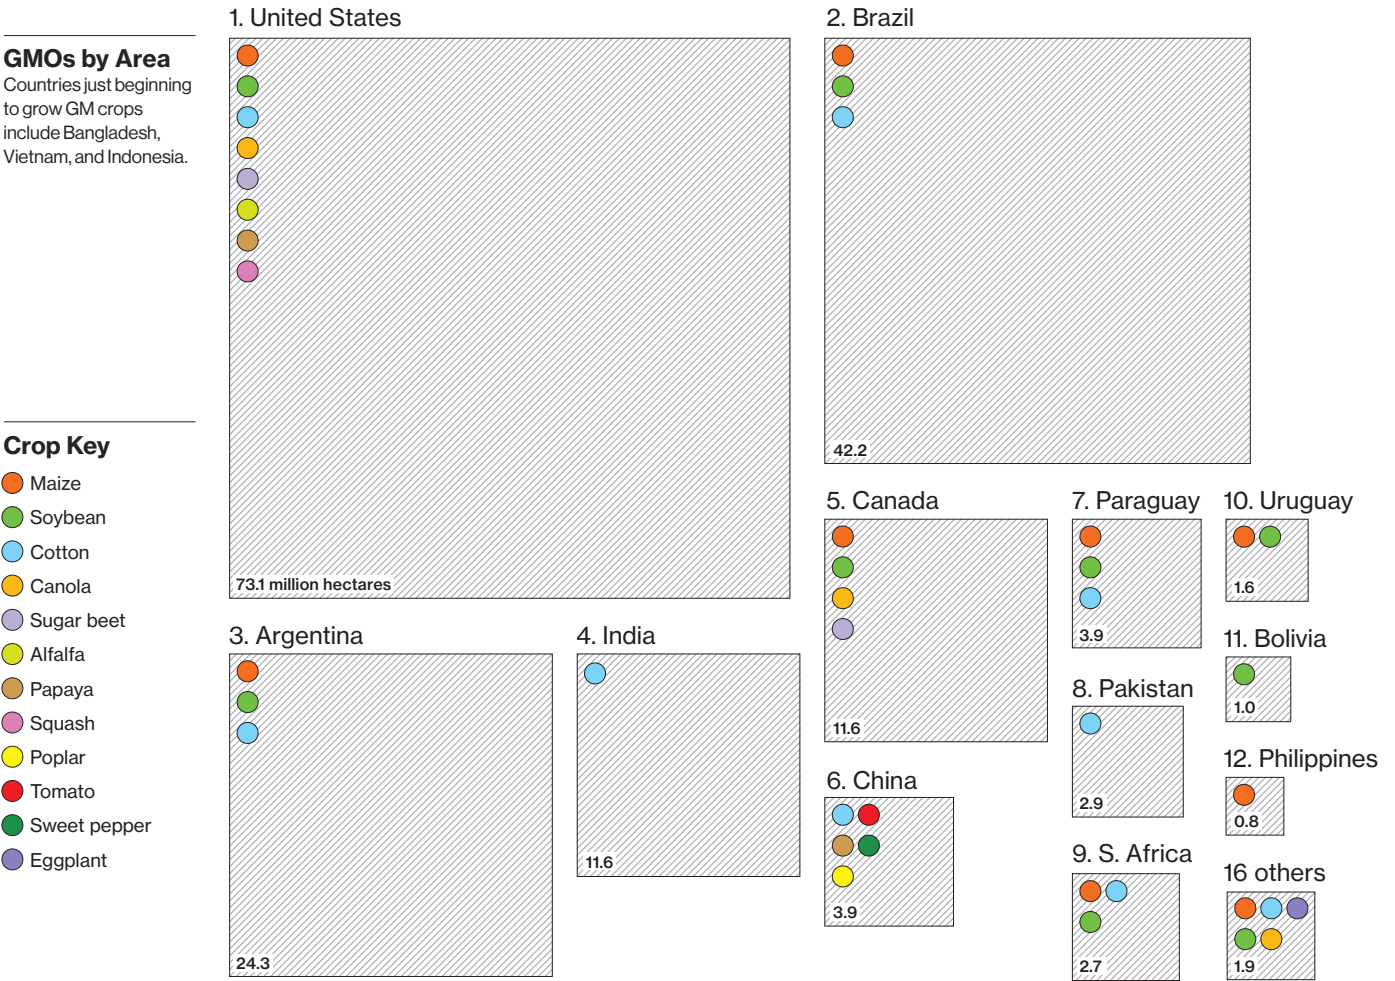 GMOs by Area
Countries just beginning
to grow GM crops
include Bangladesh,
Vietnam, and Indonesia.
Crop Key
Maize
Soybean
Cotton
Canola
Sugar beet
Alfalfa
Papaya
Squash
Poplar
Tomato
Sweet pepper
Eggplant
1. United States
73.1 million hectares
2. Brazil
42.2
3. Argentina
24.3
4. India
11.6
5. Canada
11.6
6. China
3.9
7. Paraguay
3.9
8. Pakistan
2.9
9. S. Africa
2.7
10. Uruguay
1.6
11. Bolivia
1.0
12. Philippines
0.8
16 others
1.9